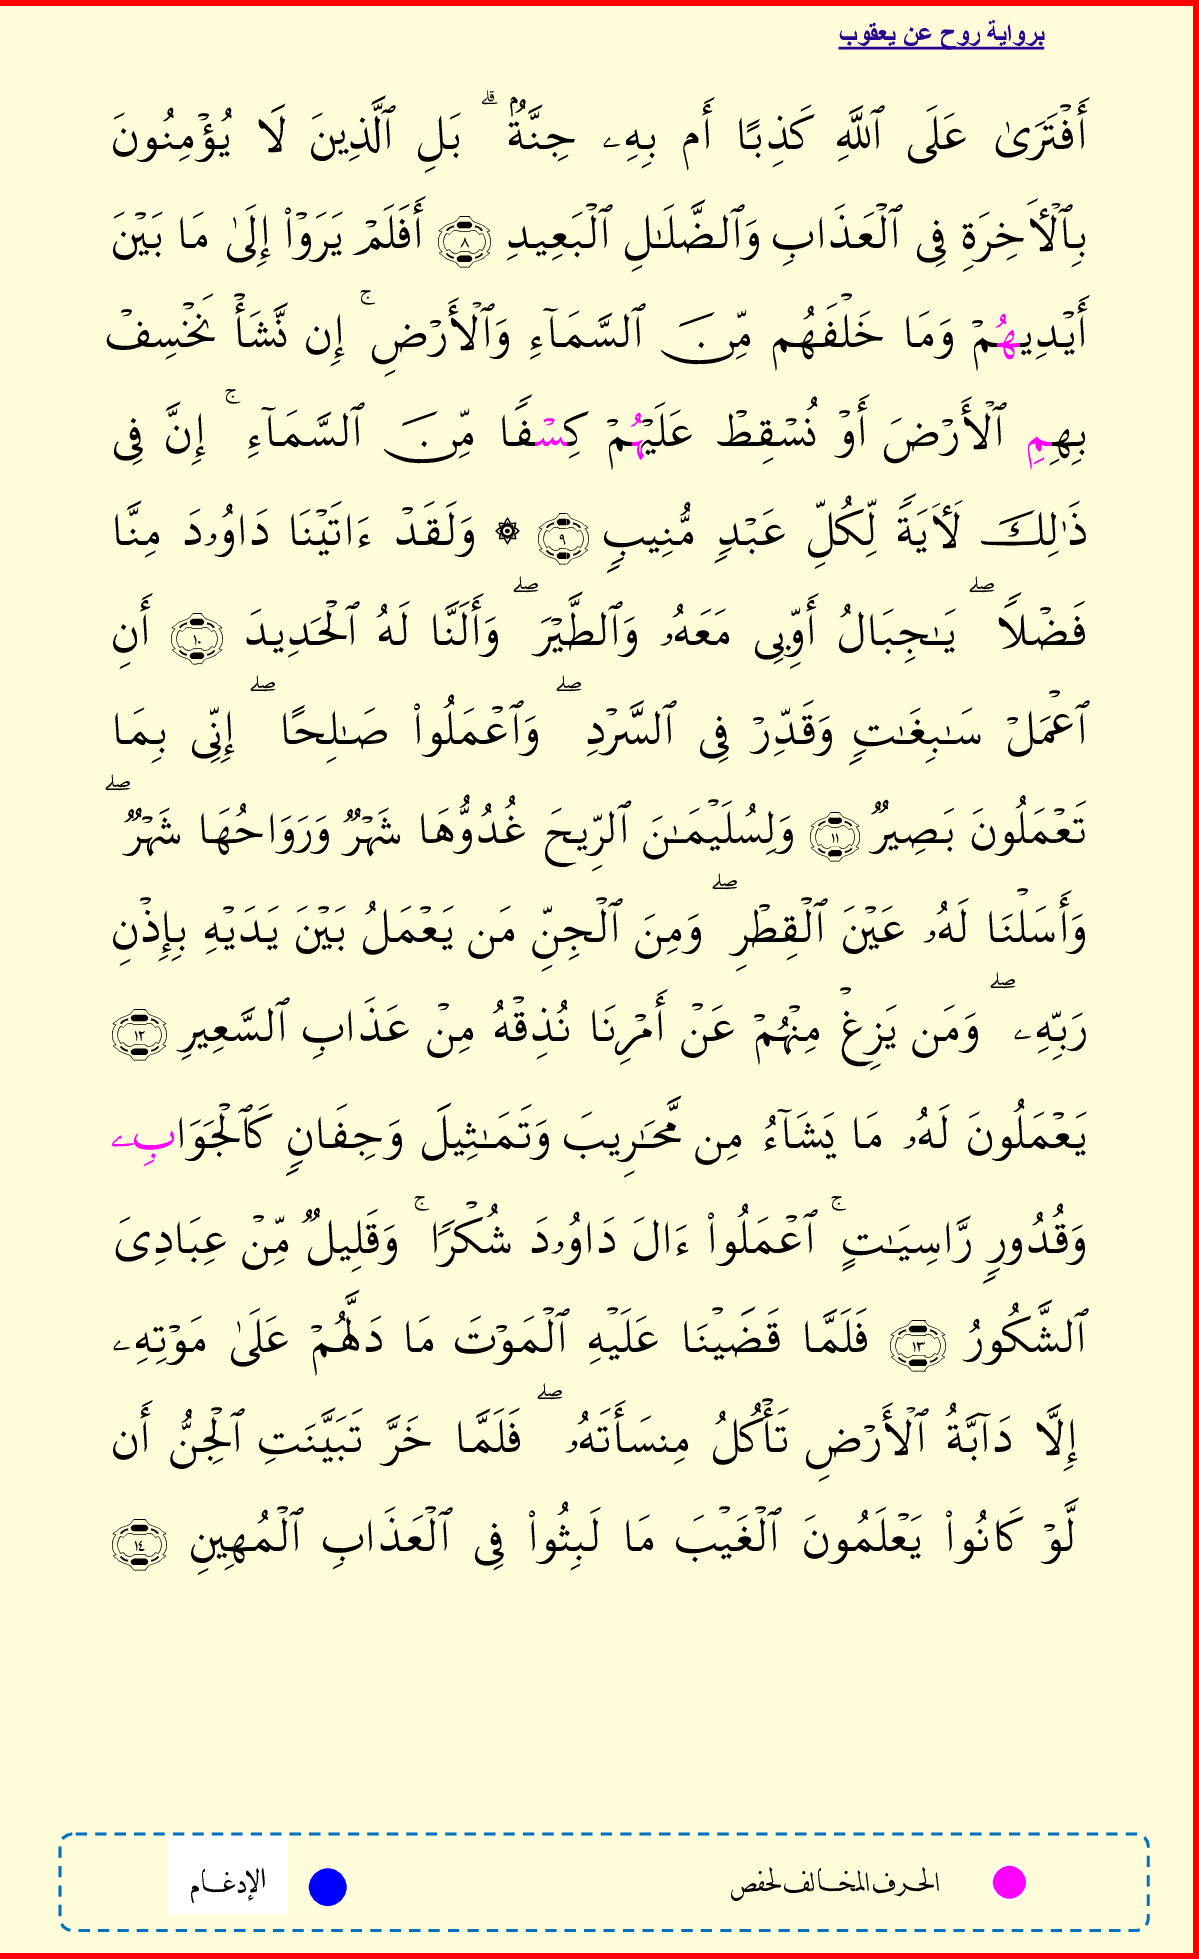 برواية روح عن يعقوب
أَفْتَرَىٰ عَلَى ٱللَّهِ كَذِبًا أَم بِهِۦ جِنَّةُۢ ۗ بَلِ ٱلَّذِينَ لَا يُؤْمِنُونَ
بِٱلْأَخِرَةِ فِى ٱلْعَذَابِ وَٱلضَّلَـٰلِ ٱلْبَعِيدِ ٨ أَفَلَمْ يَرَوْا۟ إِلَىٰ مَا بَيْنَ
أَيْدِيهُمْ وَمَا خَلْفَهُم مِّنَ ٱلسَّمَآءِ وَٱلْأَرْضِ ۚ إِن نَّشَأْ نَخْسِفْ
بِهِمِ ٱلْأَرْضَ أَوْ نُسْقِطْ عَلَيْهُمْ كِسْفًا مِّنَ ٱلسَّمَآءِ ۚ إِنَّ فِى
ذَٰلِكَ لَأَيَةً لِّكُلِّ عَبْدٍ مُّنِيبٍ ٩ ۞ وَلَقَدْ ءَاتَيْنَا دَاوُۥدَ مِنَّا
فَضْلًا ۖ يَـٰجِبَالُ أَوِّبِى مَعَهُۥ وَٱلطَّيْرَ ۖ وَأَلَنَّا لَهُ ٱلْحَدِيدَ ١٠ أَنِ
ٱعْمَلْ سَـٰبِغَـٰتٍ وَقَدِّرْ فِى ٱلسَّرْدِ ۖ وَٱعْمَلُوا۟ صَـٰلِحًا ۖ إِنِّى بِمَا
تَعْمَلُونَ بَصِيرٌ ١١ وَلِسُلَيْمَـٰنَ ٱلرِّيحَ غُدُوُّهَا شَهْرٌ وَرَوَاحُهَا شَهْرٌ ۖ
وَأَسَلْنَا لَهُۥ عَيْنَ ٱلْقِطْرِ ۖ وَمِنَ ٱلْجِنِّ مَن يَعْمَلُ بَيْنَ يَدَيْهِ بِإِذْنِ
رَبِّهِۦ ۖ وَمَن يَزِغْ مِنْهُمْ عَنْ أَمْرِنَا نُذِقْهُ مِنْ عَذَابِ ٱلسَّعِيرِ ١٢
يَعْمَلُونَ لَهُۥ مَا يَشَآءُ مِن مَّحَـٰرِيبَ وَتَمَـٰثِيلَ وَجِفَانٍ كَٱلْجَوَابِۦ
وَقُدُورٍ رَّاسِيَـٰتٍ ۚ ٱعْمَلُوا۟ ءَالَ دَاوُۥدَ شُكْرًا ۚ وَقَلِيلٌ مِّنْ عِبَادِىَ
ٱلشَّكُورُ ١٣ فَلَمَّا قَضَيْنَا عَلَيْهِ ٱلْمَوْتَ مَا دَلَّهُمْ عَلَىٰ مَوْتِهِۦ
إِلَّا دَآبَّةُ ٱلْأَرْضِ تَأْكُلُ مِنسَأَتَهُۥ ۖ فَلَمَّا خَرَّ تَبَيَّنَتِ ٱلْجِنُّ أَن
لَّوْ كَانُوا۟ يَعْلَمُونَ ٱلْغَيْبَ مَا لَبِثُوا۟ فِى ٱلْعَذَابِ ٱلْمُهِينِ ١٤
الحرف المخالف لحفص
الإدغام